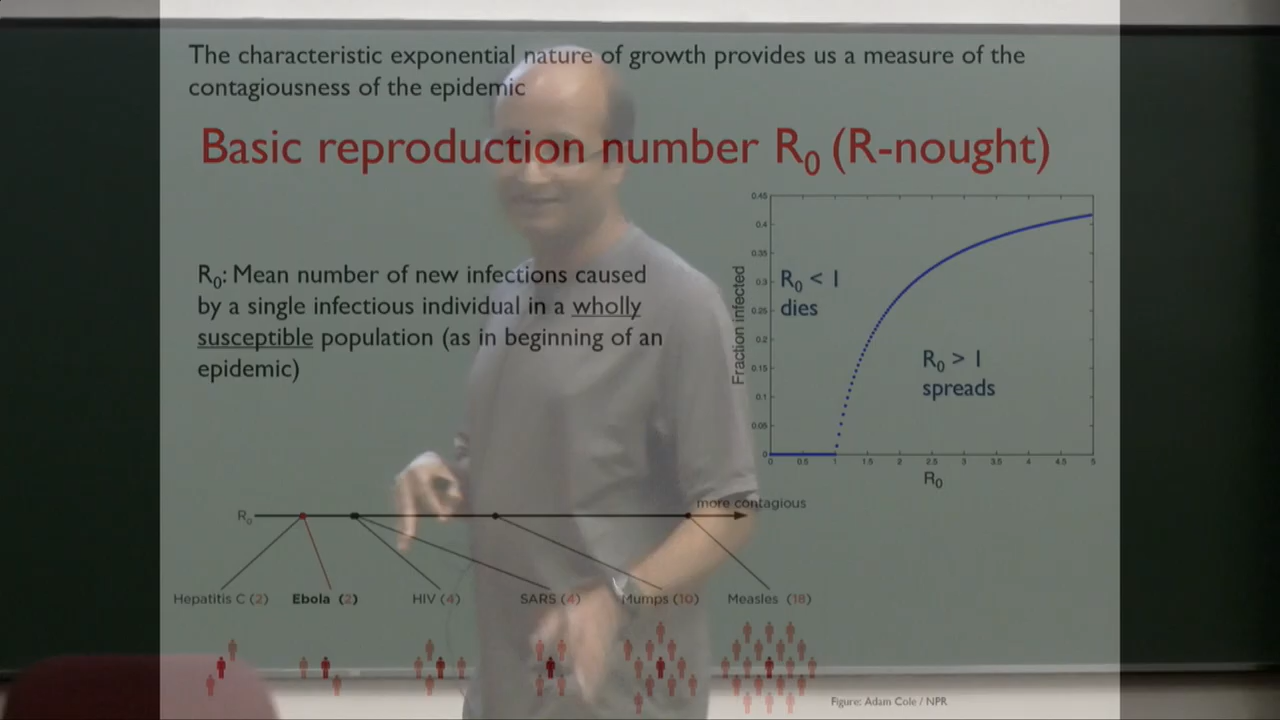 The characteristic exponential nature of growth provides us a measure of the
contagiousness of the epidemic
Basic reproduction number R₀ (R-nought)
R₀: Mean number of new infections caused
by a single infectious individual in a wholly
susceptible population (as in beginning of an
epidemic)
0.45
0.4
0.35
0.3
0.25
0.2
0.15
0.1
0.05
0
Fraction infected
R₀ < 1
dies
R₀ > 1
spreads
0 0.5 1 1.5 2 2.5 3 3.5 4 4.5 5
R₀
R₀
more contagious
Hepatitis C (2) Ebola (2) HIV (4) SARS (4) Mumps (10) Measles (18)
Figure: Adam Cole / NPR